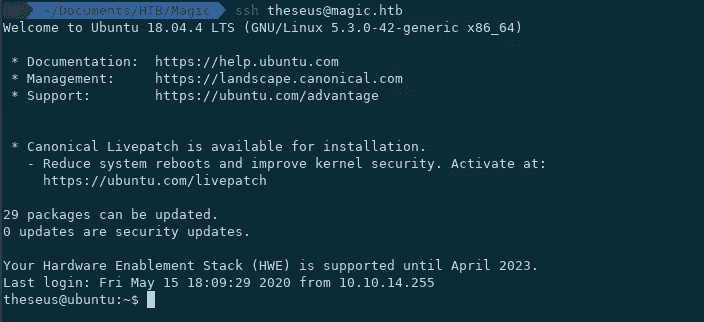 ~/Documents/HTB/Magic ssh theseus@magic.htb
Welcome to Ubuntu 18.04.4 LTS (GNU/Linux 5.3.0-42-generic x86_64)
* Documentation:  https://help.ubuntu.com
* Management:     https://landscape.canonical.com
* Support:        https://ubuntu.com/advantage
* Canonical Livepatch is available for installation.
- Reduce system reboots and improve kernel security. Activate at:
https://ubuntu.com/livepatch
29 packages can be updated.
0 updates are security updates.
Your Hardware Enablement Stack (HWE) is supported until April 2023.
Last login: Fri May 15 18:09:29 2020 from 10.10.14.255
theseus@ubuntu:~$